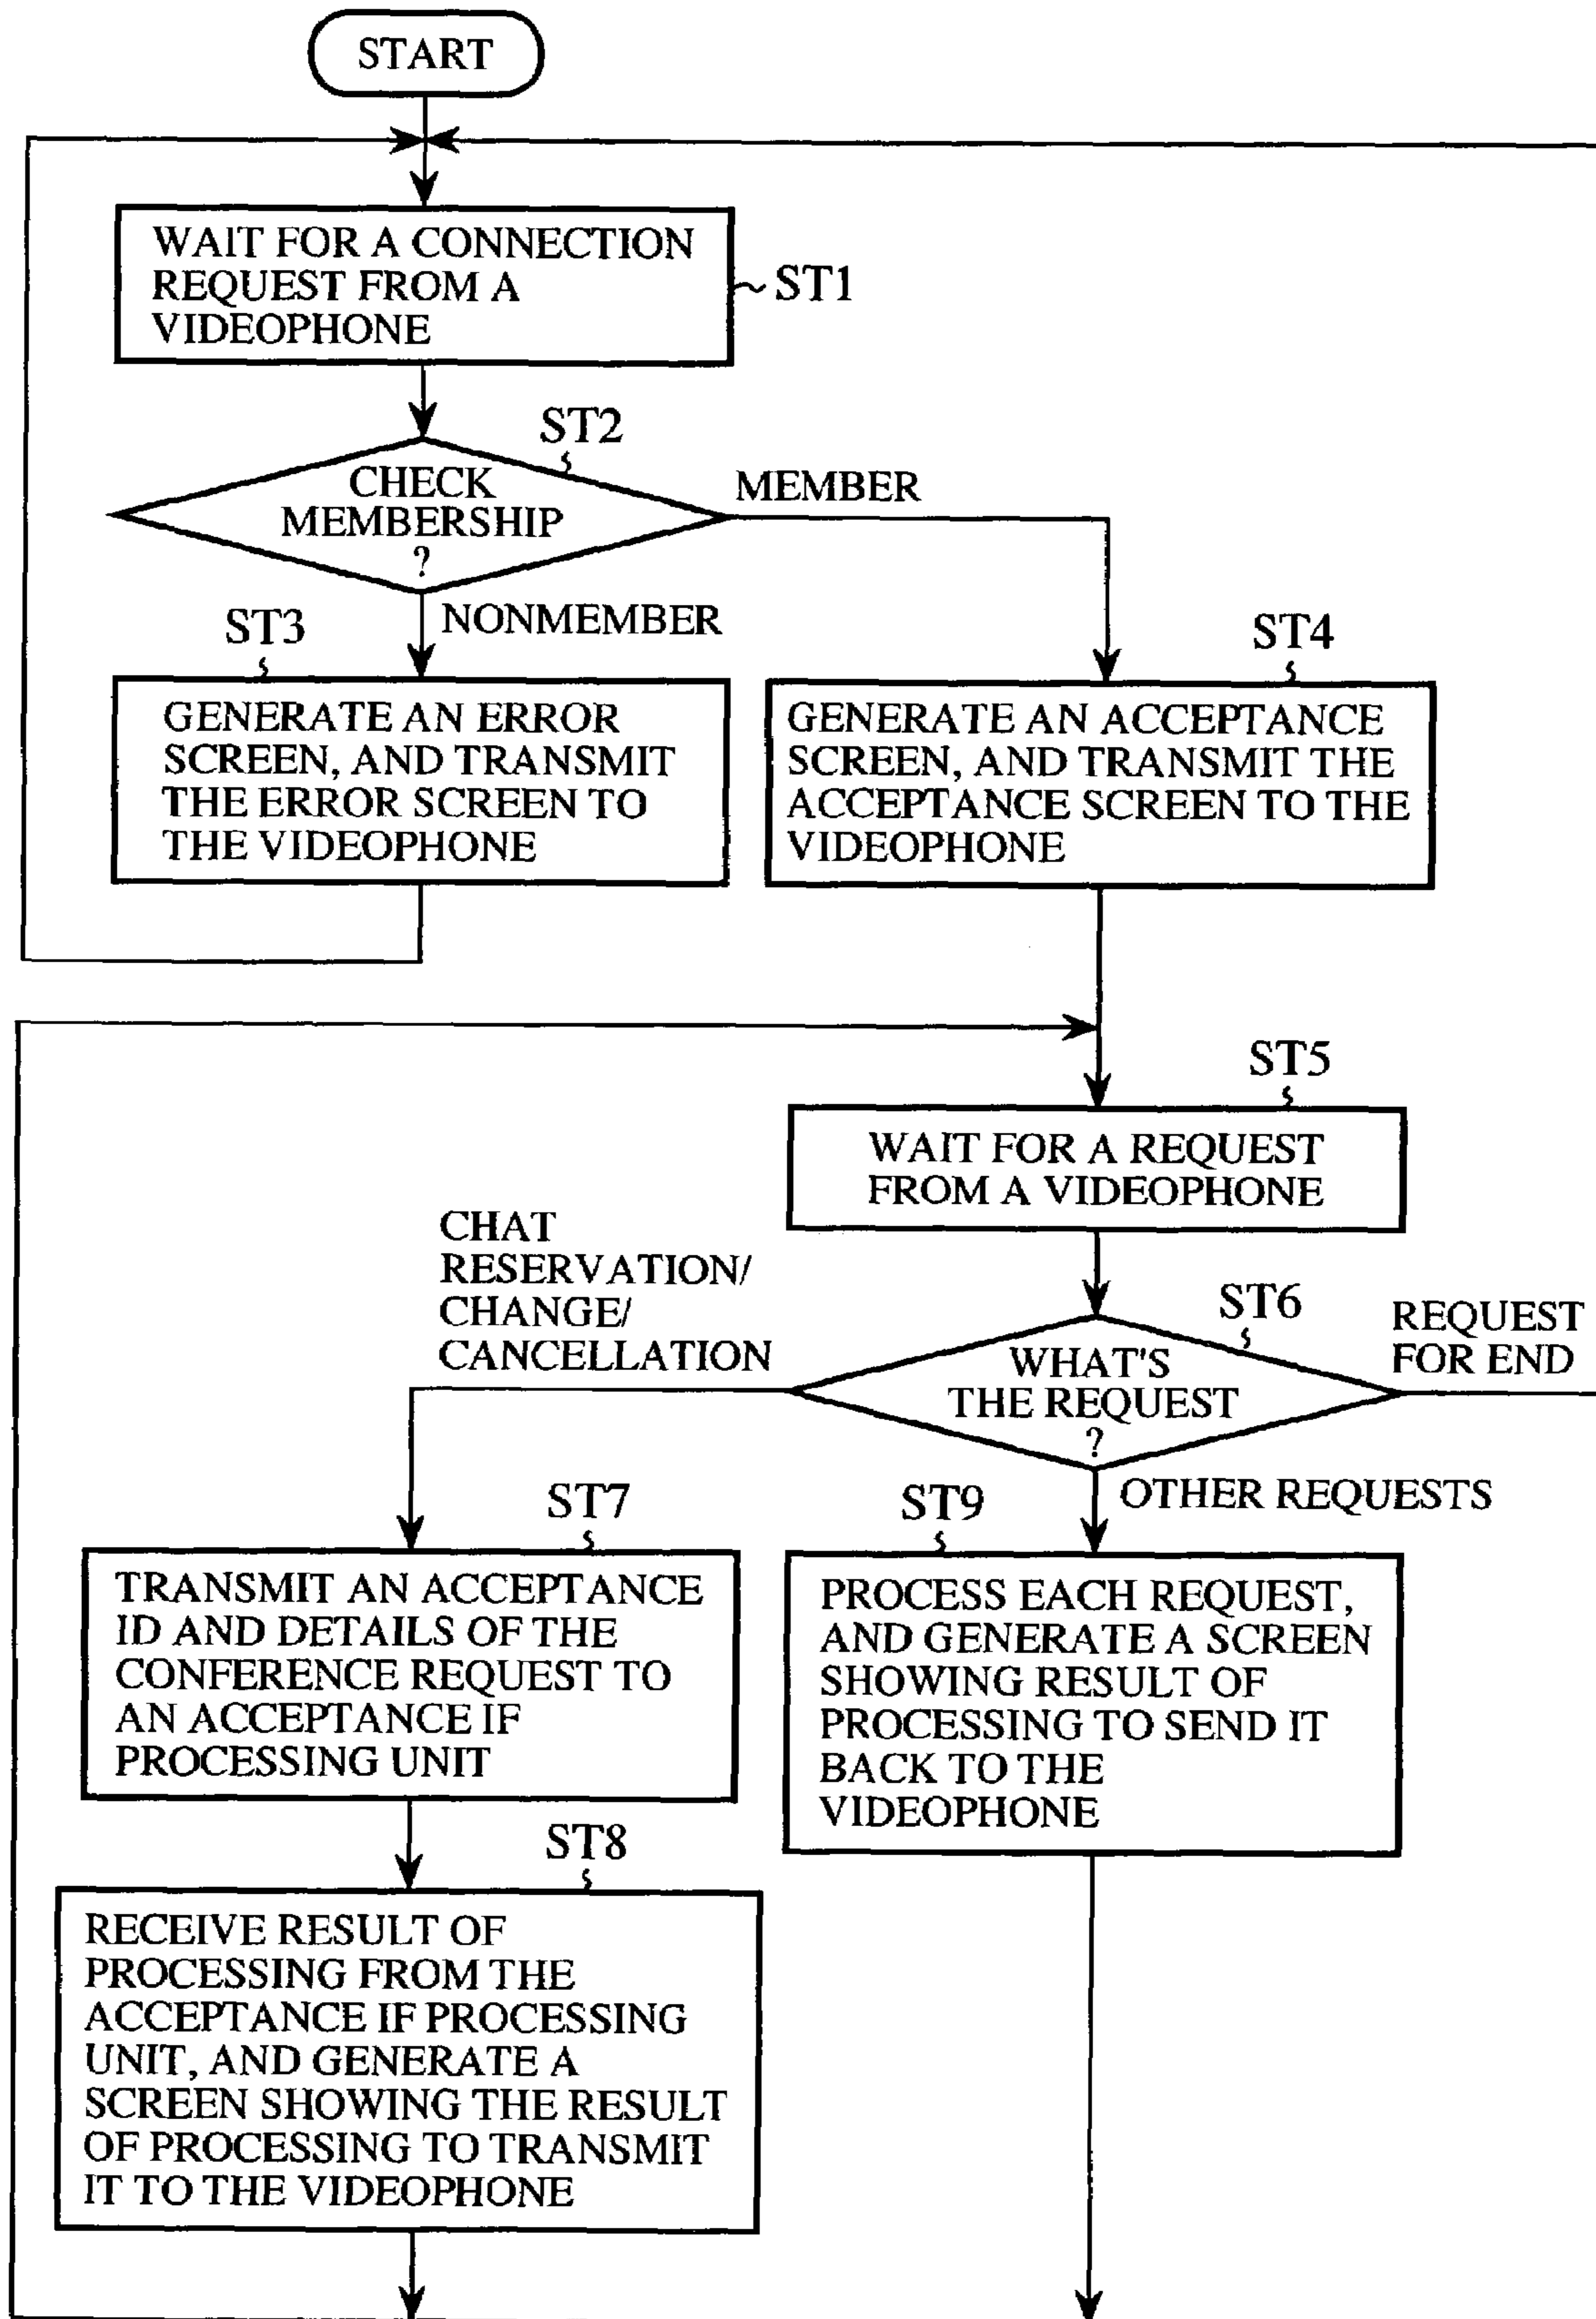 START
WAIT FOR A CONNECTION
REQUEST FROM A
VIDEOPHONE
ST1
ST2
CHECK
MEMBERSHIP
?
MEMBER
NONMEMBER
ST3
GENERATE AN ERROR
SCREEN, AND TRANSMIT
THE ERROR SCREEN TO
THE VIDEOPHONE
ST4
GENERATE AN ACCEPTANCE
SCREEN, AND TRANSMIT THE
ACCEPTANCE SCREEN TO THE
VIDEOPHONE
ST5
WAIT FOR A REQUEST
FROM A VIDEOPHONE
ST6
WHAT'S
THE REQUEST
?
REQUEST
FOR END
CHAT
RESERVATION/
CHANGE/
CANCELLATION
OTHER REQUESTS
ST7
TRANSMIT AN ACCEPTANCE
ID AND DETAILS OF THE
CONFERENCE REQUEST TO
AN ACCEPTANCE IF
PROCESSING UNIT
ST9
PROCESS EACH REQUEST,
AND GENERATE A SCREEN
SHOWING RESULT OF
PROCESSING TO SEND IT
BACK TO THE
VIDEOPHONE
ST8
RECEIVE RESULT OF
PROCESSING FROM THE
ACCEPTANCE IF PROCESSING
UNIT, AND GENERATE A
SCREEN SHOWING THE RESULT
OF PROCESSING TO TRANSMIT
IT TO THE VIDEOPHONE